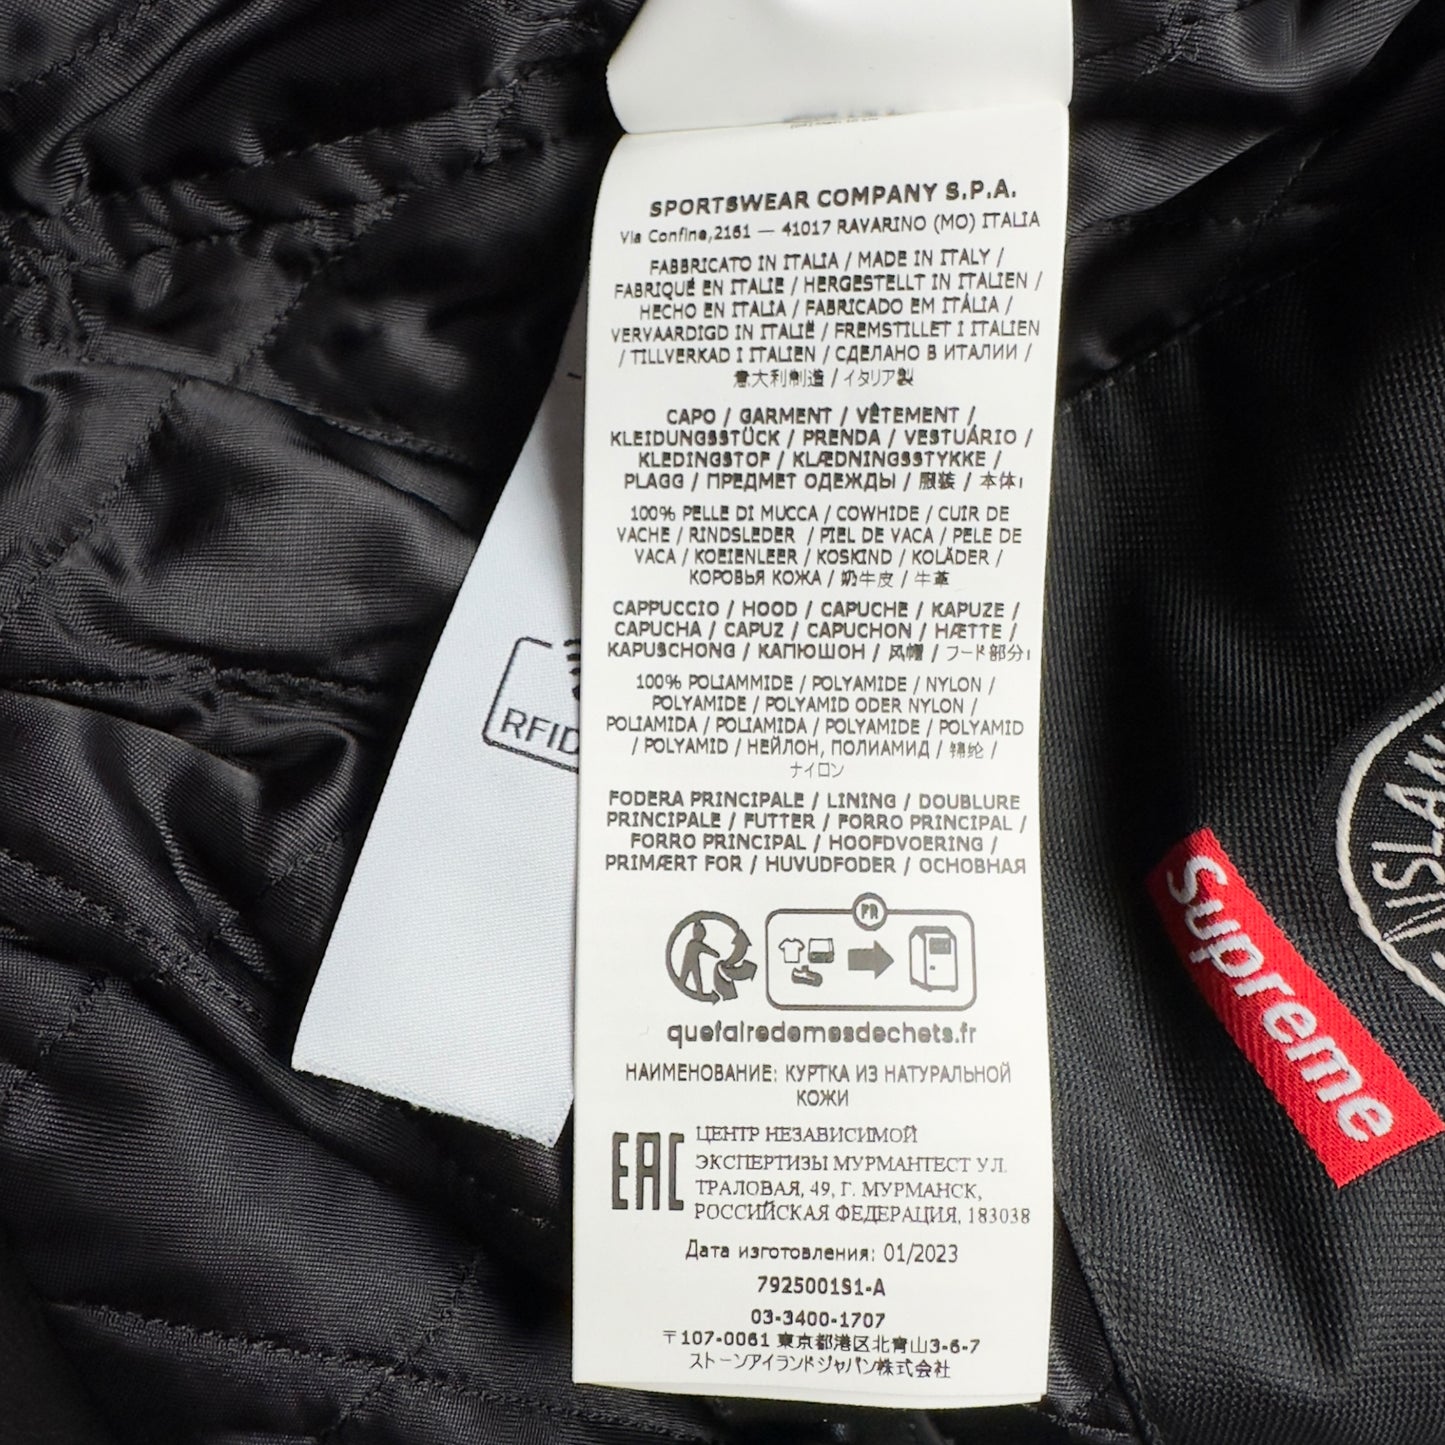 SPORTSWEAR COMPANY S.P.A.
Via Confine,2161 — 41017 RAVARINO (MO) ITALIA
FABBRICATO IN ITALIA / MADE IN ITALY /
FABRIQUÉ EN ITALIE / HERGESTELLT IN ITALIEN /
HECHO EN ITALIA / FABRICADO EM ITÁLIA /
VERVAARDIGD IN ITALIË / FREMSTILLET I ITALIEN
/ TILLVERKAD I ITALIEN / СДЕЛАНО В ИТАЛИИ /
意大利制造 / イタリア製
CAPO / GARMENT / VÊTEMENT /
KLEIDUNGSSTÜCK / PRENDA / VESTUÁRIO /
KLEDINGSTOF / KLÆDNINGSSTYKKE /
PLAGG / ПРЕДМЕТ ОДЕЖДЫ / 服装 / 本体
100% PELLE DI MUCCA / COWHIDE / CUIR DE
VACHE / RINDSLEDER / PIEL DE VACA / PELE DE
VACA / KOEIENLEER / KOSKIND / KOLÄDER /
КОРОВЬЯ КОЖА / 奶牛皮 / 牛革
CAPPUCCIO / HOOD / CAPUCHE / KAPUZE /
CAPUCHA / CAPUZ / CAPUCHON / HÆTTE /
KAPUSCHONG / КАПЮШОН / 风帽 / フード部分
100% POLIAMMIDE / POLYAMIDE / NYLON /
POLYAMIDE / POLYAMID ODER NYLON /
POLIAMIDA / POLIAMIDA / POLYAMIDE / POLYAMID
/ POLYAMID / НЕЙЛОН, ПОЛИАМИД / 锦纶 /
ナイロン
FODERA PRINCIPALE / LINING / DOUBLURE
PRINCIPALE / FUTTER / FORRO PRINCIPAL /
FORRO PRINCIPAL / HOOFDVOERING /
PRIMÆRT FOR / HUVUDFODER / ОСНОВНАЯ
FR
quefairedemesdechets.fr
НАИМЕНОВАНИЕ: КУРТКА ИЗ НАТУРАЛЬНОЙ
КОЖИ
EAC
ЦЕНТР НЕЗАВИСИМОЙ
ЭКСПЕРТИЗЫ МУРМАНТЕСТ УЛ.
ТРАЛОВАЯ, 49, Г. МУРМАНСК,
РОССИЙСКАЯ ФЕДЕРАЦИЯ, 183038
Дата изготовления: 01/2023
7925001S1-A
03-3400-1707
〒107-0061 東京都港区北青山3-6-7
ストーンアイランドジャパン株式会社
RFID
Supreme
ISLAN